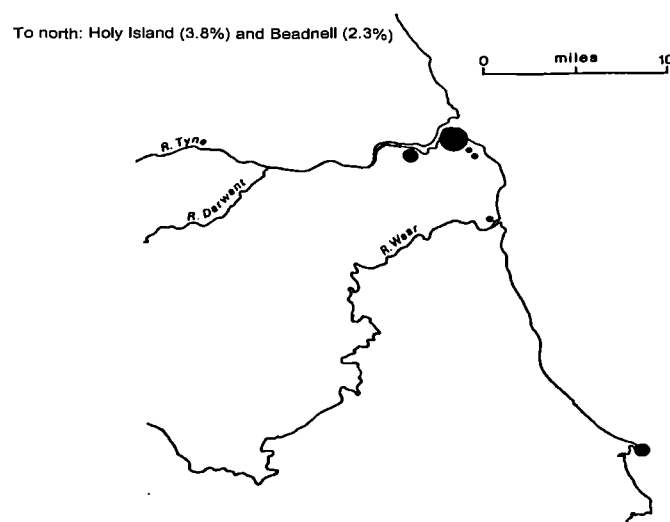 To north: Holy Island (3.8%) and Beadnell (2.3%)
0 miles 10
R. Tyne
R. Derwent
R. Wear